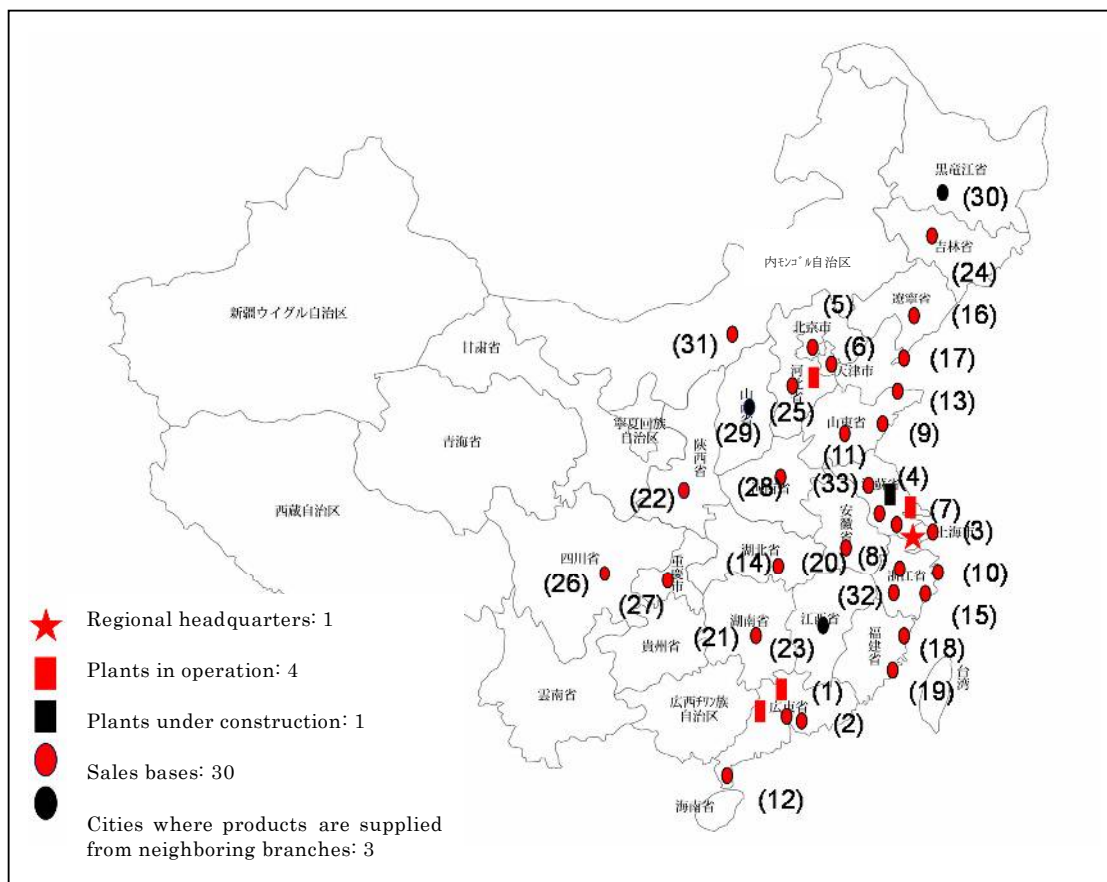 黒竜江省
(30)
吉林省
(24)
内ﾓﾝｺﾞﾙ自治区
遼寧省
(16)
(5)
北京市
新疆ウイグル自治区
(31)
(6)
天津市
(17)
甘粛省
(13)
(25)
(29)
山東省
(9)
寧夏回族
自治区
青海省
(11)
陝西省
(28)
(33)
(4)
(22)
(7)
西蔵自治区
安徽省
上海市
(3)
四川省
湖北省
(14)
(20)
(8)
(26)
重慶市
浙江省
(10)
(27)
(32)
(15)
湖南省
江西省
(21)
(23)
福建省
(18)
貴州省
台湾
(19)
雲南省
広西ﾁﾜﾝ族
自治区
(1)
広東省
(2)
海南省
(12)
Regional headquarters: 1
Plants in operation: 4
Plants under construction: 1
Sales bases: 30
Cities where products are supplied
from neighboring branches: 3